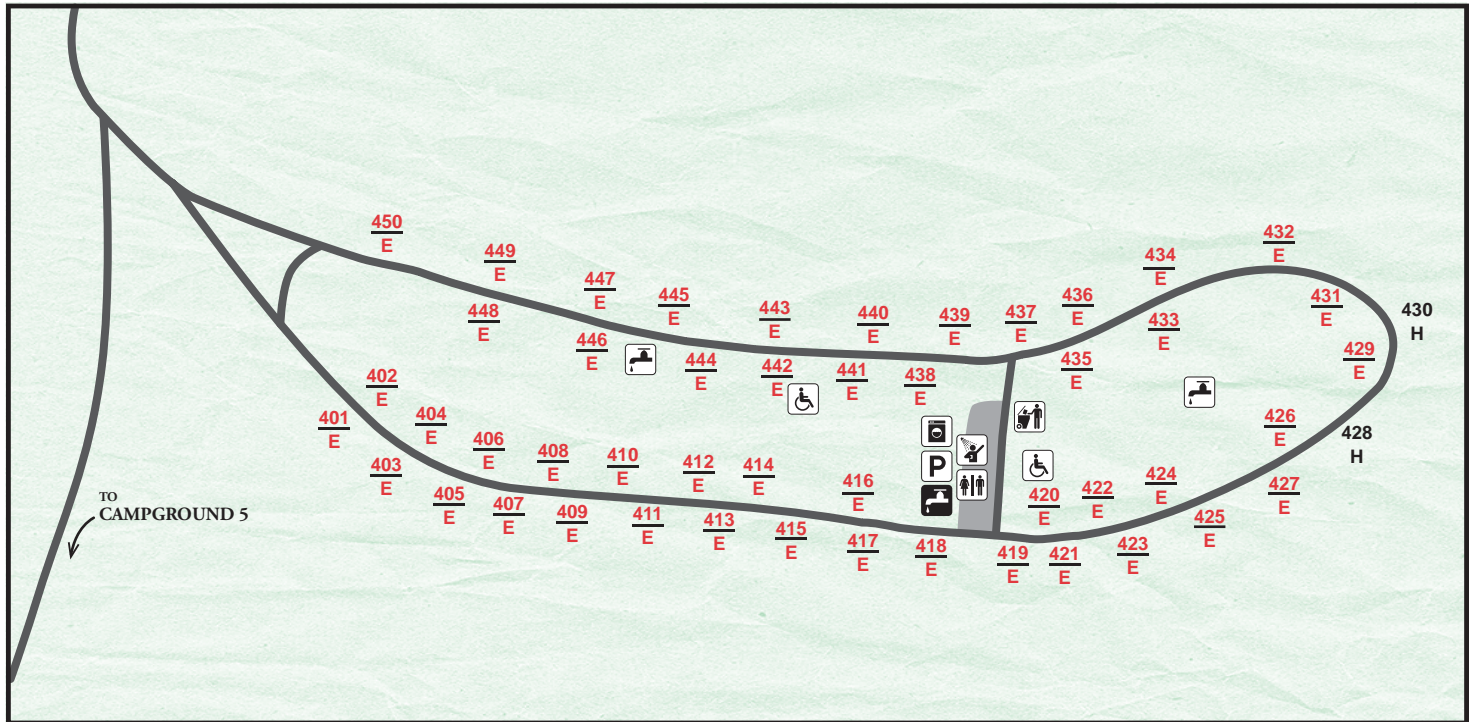 432
E
450
E
434
E
449
E
447
E
445
E
436
E
431
E
443
E
440
E
439
E
437
E
430
H
448
E
433
E
446
E
429
E
444
E
442
E
441
E
438
E
435
E
402
E
404
E
401
E
426
E
406
E
428
H
408
E
410
E
412
E
414
E
403
E
P
424
E
416
E
427
E
405
E
420
E
422
E
TO
CAMPGROUND 5
407
E
409
E
411
E
413
E
415
E
425
E
417
E
418
E
419
E
421
E
423
E